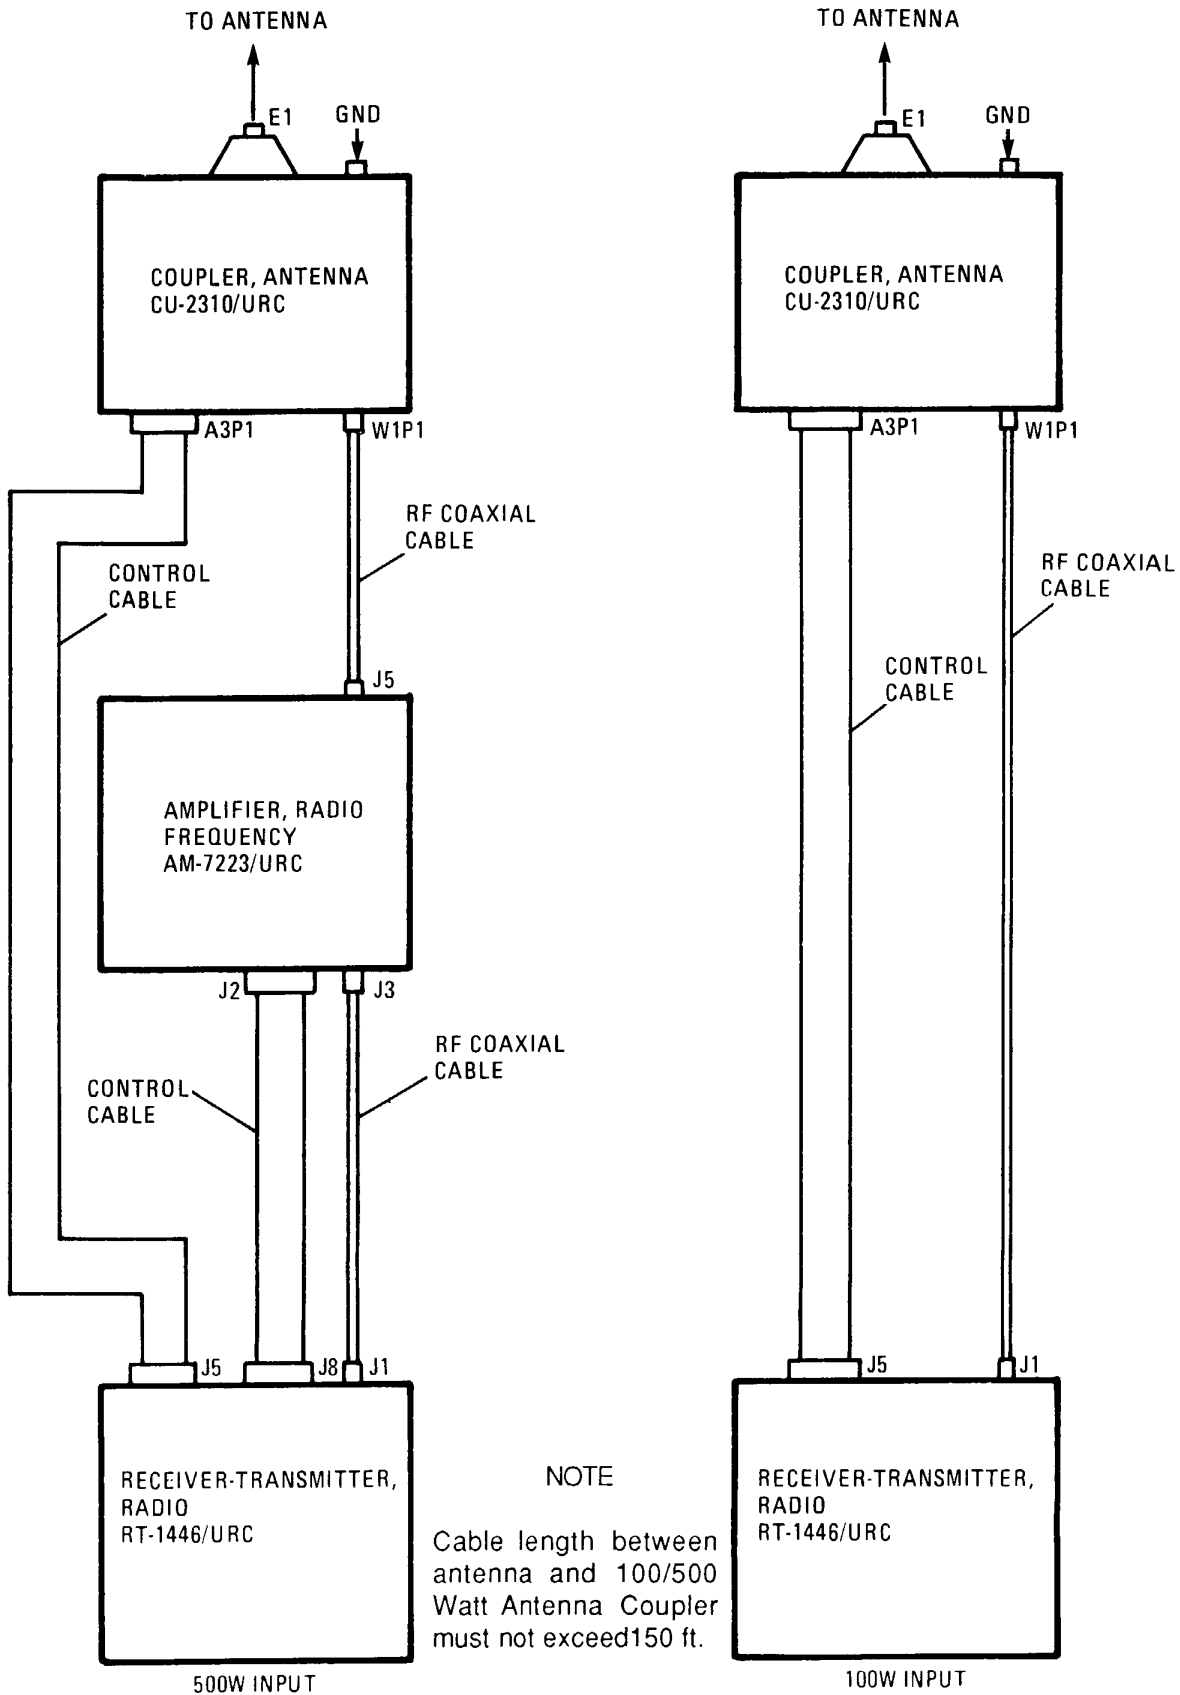 TO ANTENNA
E1
GND
COUPLER, ANTENNA
CU-2310/URC
A3P1
W1P1
RF COAXIAL
CABLE
CONTROL
CABLE
J5
AMPLIFIER, RADIO
FREQUENCY
AM-7223/URC
J2
J3
RF COAXIAL
CABLE
CONTROL
CABLE
J5
J8
J1
RECEIVER-TRANSMITTER,
RADIO
RT-1446/URC
500W INPUT
NOTE
Cable length between
antenna and 100/500
Watt Antenna Coupler
must not exceed150 ft.
TO ANTENNA
E1
GND
COUPLER, ANTENNA
CU-2310/URC
A3P1
W1P1
RF COAXIAL
CABLE
CONTROL
CABLE
J5
J1
RECEIVER-TRANSMITTER,
RADIO
RT-1446/URC
100W INPUT